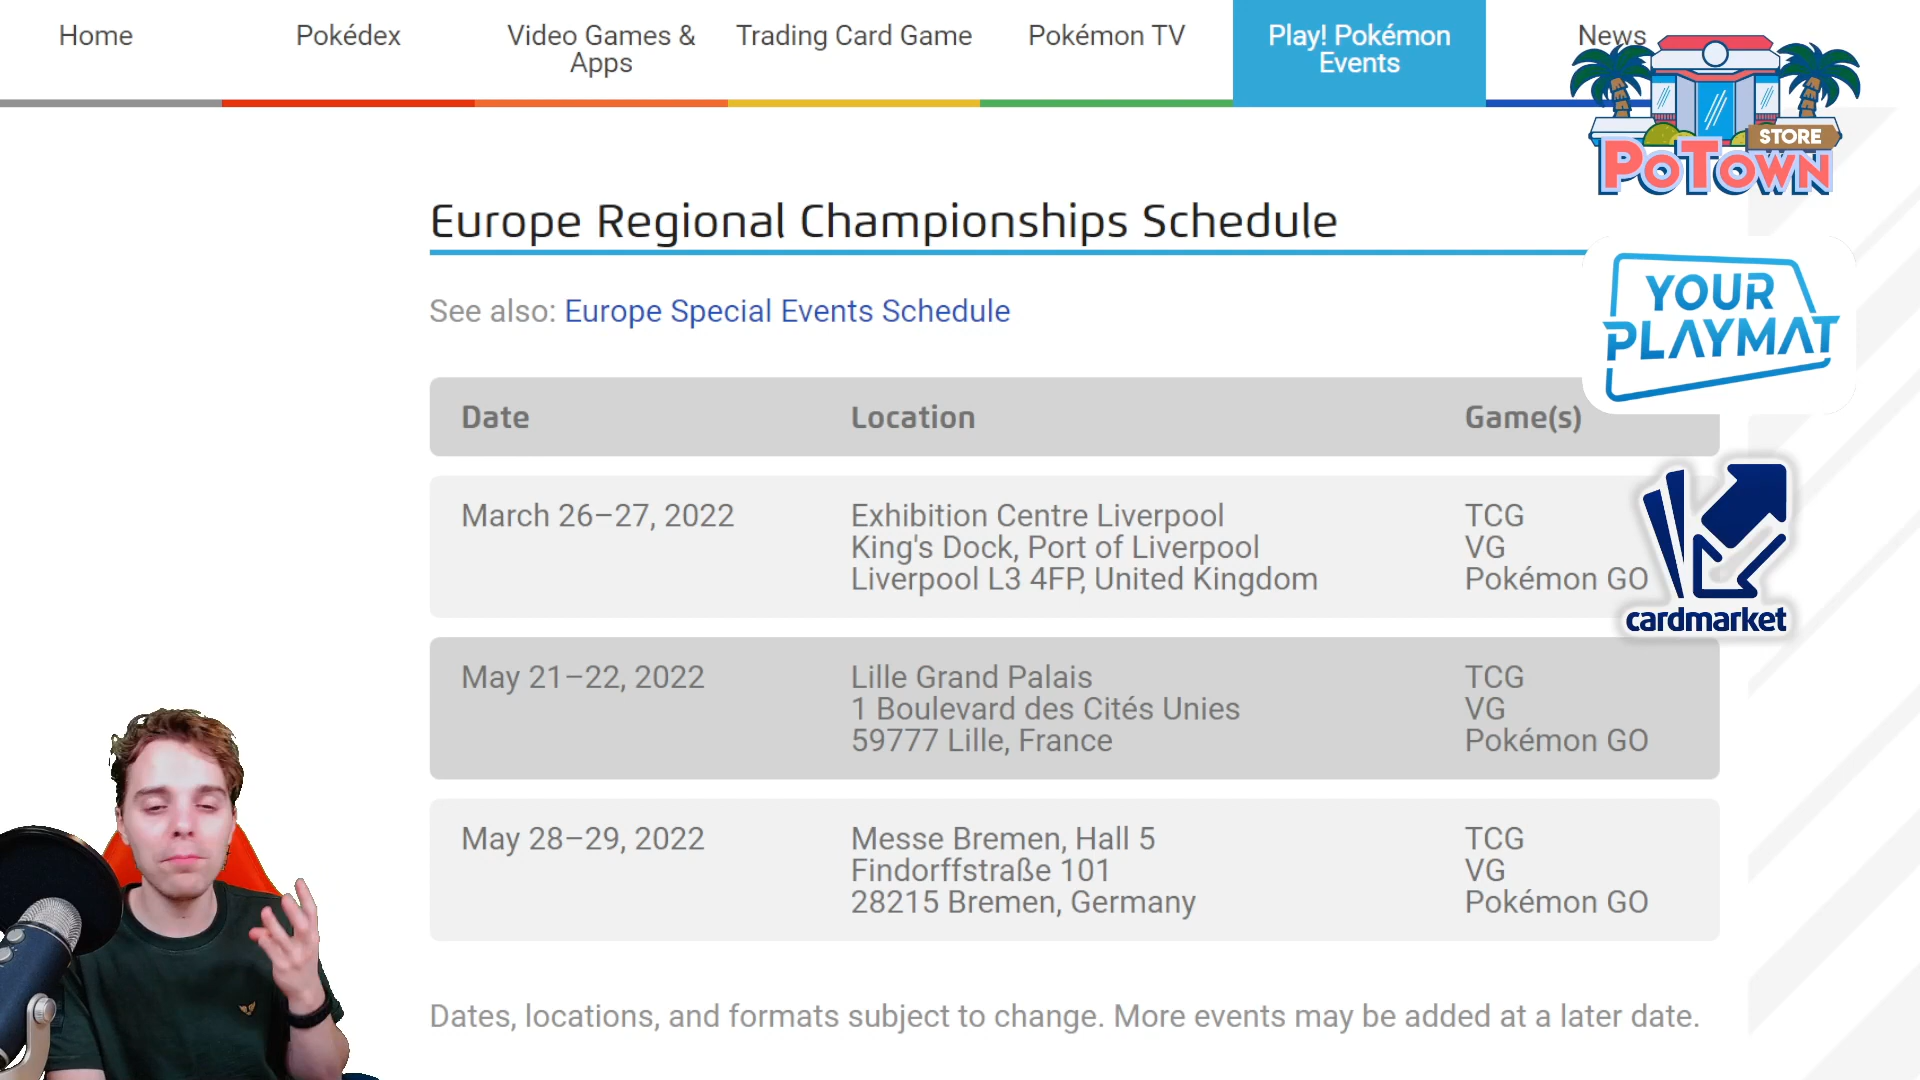 Home
Pokédex
Video Games &
Apps
Trading Card Game
Pokémon TV
Play! Pokémon
Events
News
STORE
PoTown
Europe Regional Championships Schedule
See also: Europe Special Events Schedule
YOUR
PLAYMAT
Date Location Game(s)
March 26–27, 2022 Exhibition Centre Liverpool TCG
King's Dock, Port of Liverpool VG
Liverpool L3 4FP, United Kingdom Pokémon GO
cardmarket
May 21–22, 2022 Lille Grand Palais TCG
1 Boulevard des Cités Unies VG
59777 Lille, France Pokémon GO
May 28–29, 2022 Messe Bremen, Hall 5 TCG
Findorffstraße 101 VG
28215 Bremen, Germany Pokémon GO
Dates, locations, and formats subject to change. More events may be added at a later date.